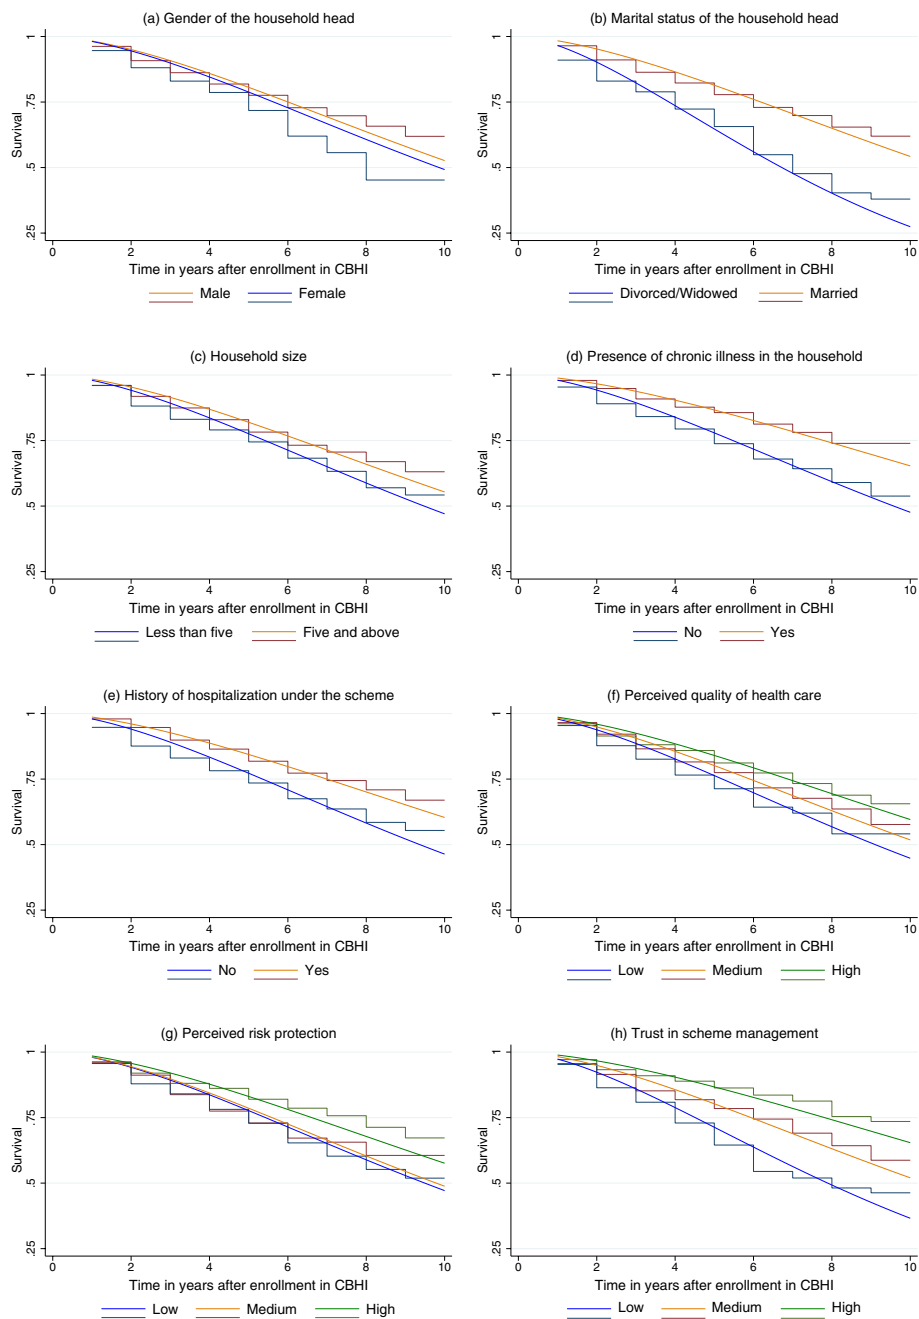 (a) Gender of the household head
Survival
1
.75
.5
.25
0 2 4 6 8 10
Time in years after enrollment in CBHI
Male Female
(b) Marital status of the household head
Survival
1
.75
.5
.25
0 2 4 6 8 10
Time in years after enrollment in CBHI
Divorced/Widowed Married
(c) Household size
Survival
1
.75
.5
.25
0 2 4 6 8 10
Time in years after enrollment in CBHI
Less than five Five and above
(d) Presence of chronic illness in the household
Survival
1
.75
.5
.25
0 2 4 6 8 10
Time in years after enrollment in CBHI
No Yes
(e) History of hospitalization under the scheme
Survival
1
.75
.5
.25
0 2 4 6 8 10
Time in years after enrollment in CBHI
No Yes
(f) Perceived quality of health care
Survival
1
.75
.5
.25
0 2 4 6 8 10
Time in years after enrollment in CBHI
Low Medium High
(g) Perceived risk protection
Survival
1
.75
.5
.25
0 2 4 6 8 10
Time in years after enrollment in CBHI
Low Medium High
(h) Trust in scheme management
Survival
1
.75
.5
.25
0 2 4 6 8 10
Time in years after enrollment in CBHI
Low Medium High